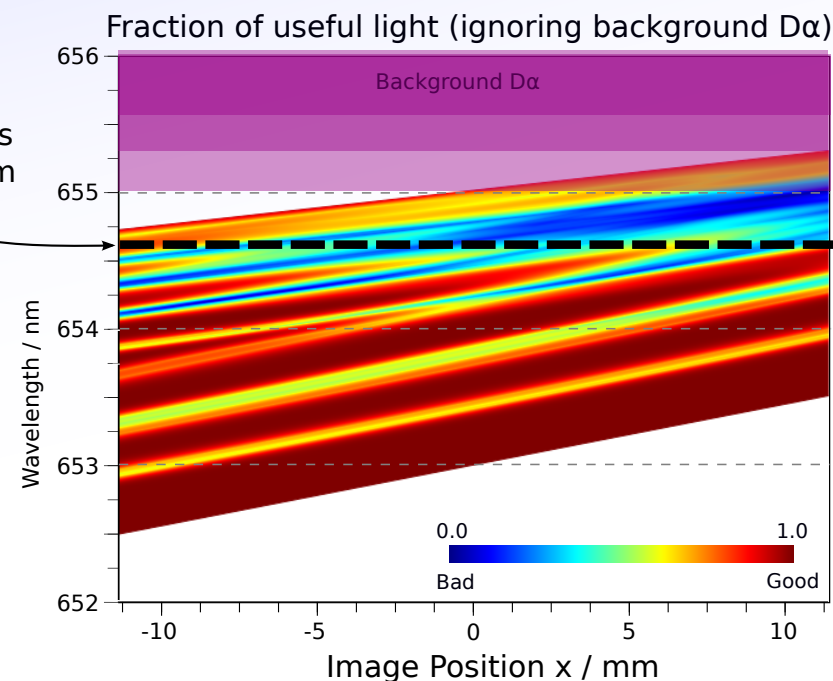 Fraction of useful light (ignoring background Dα)
656
Background Dα
s
m
655
654
Wavelength / nm
653
0.0 1.0
Bad Good
652
-10 -5 0 5 10
Image Position x / mm